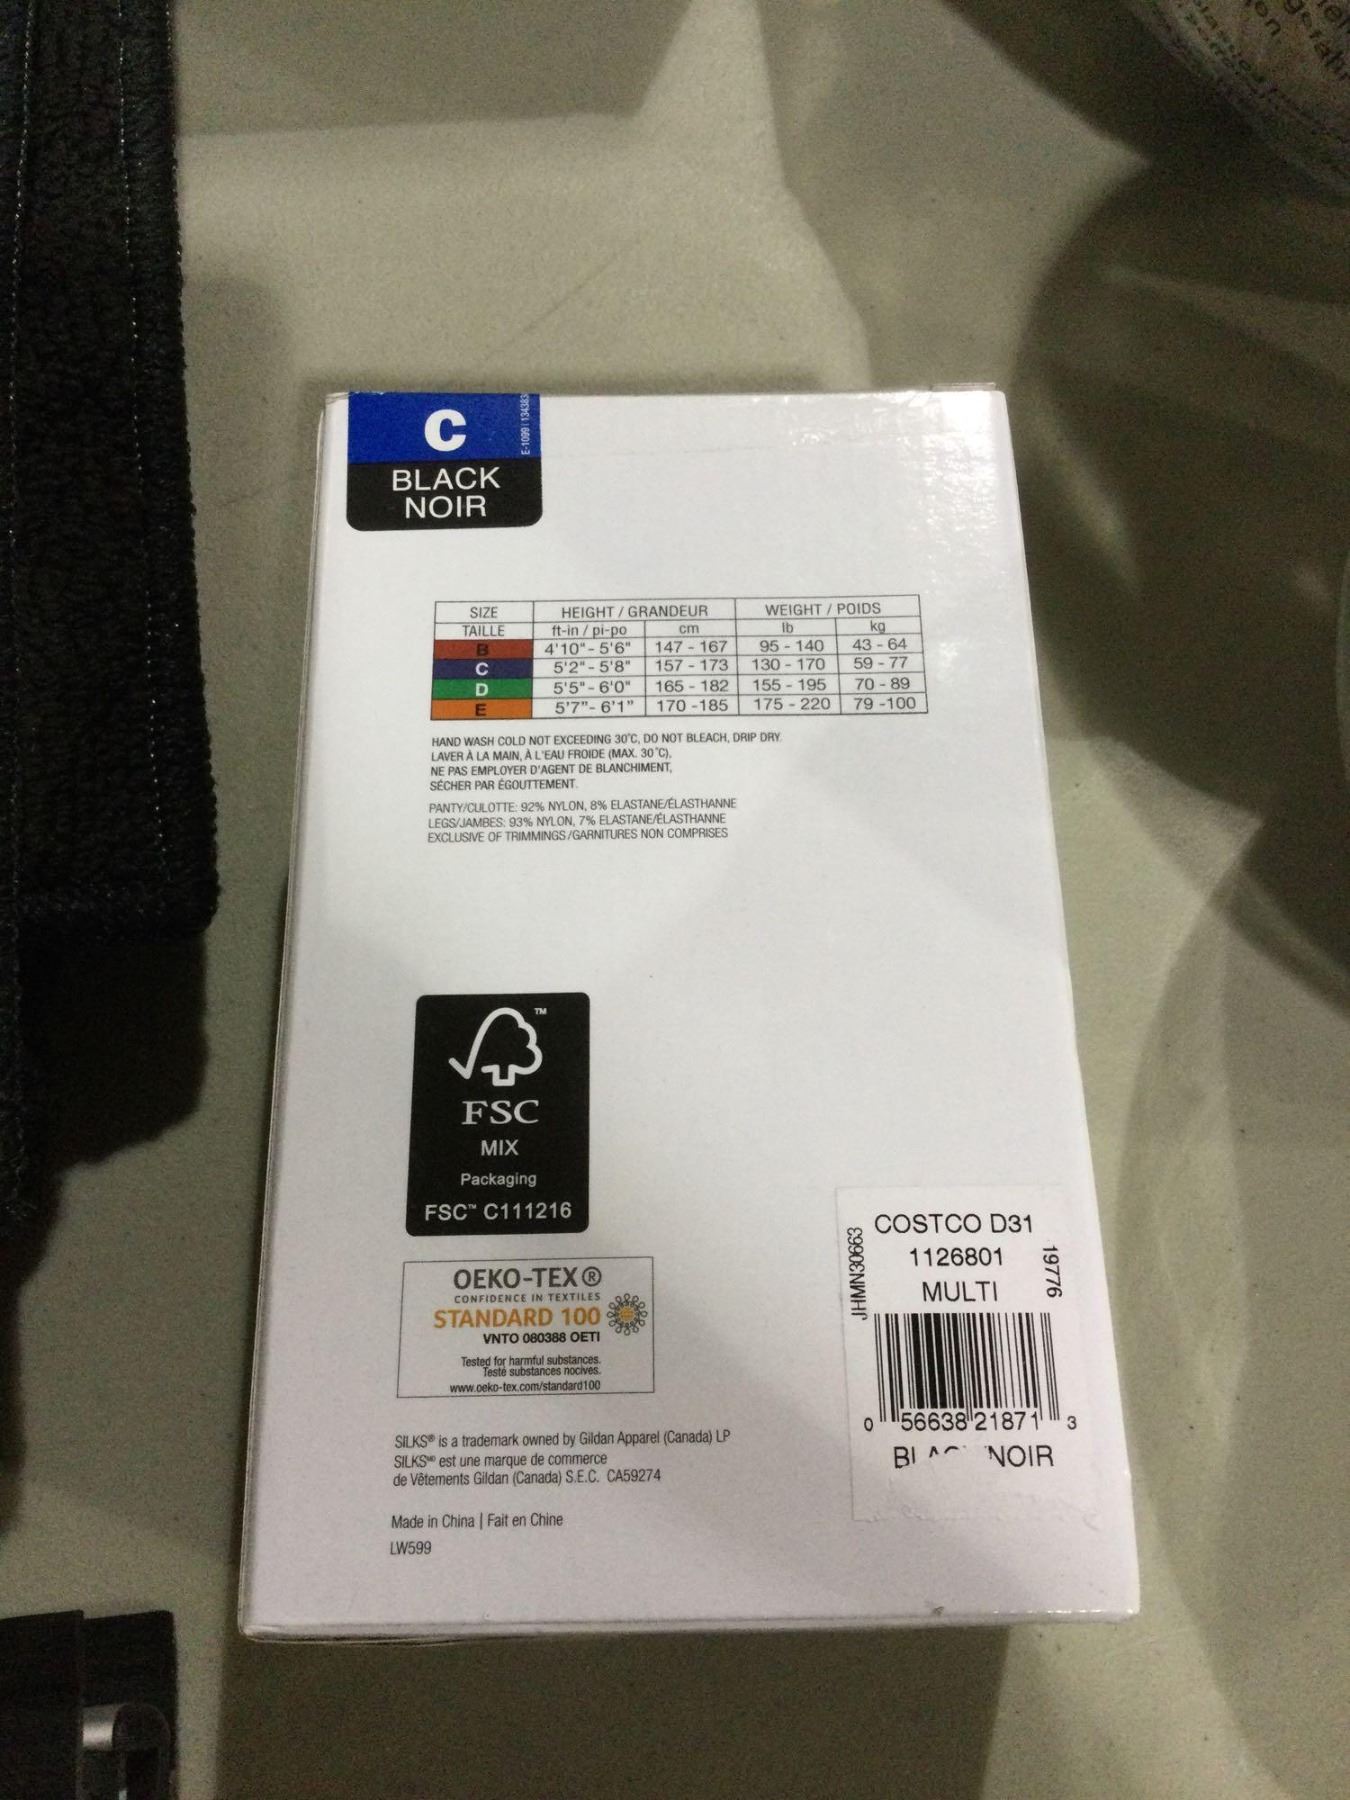 C
E-1099 | 134383
BLACK
NOIR
SIZE HEIGHT / GRANDEUR WEIGHT / POIDS
TAILLE ft-in / pi-po cm lb kg
B 4'10" - 5'6" 147 - 167 95 - 140 43 - 64
C 5'2" - 5'8" 157 - 173 130 - 170 59 - 77
D 5'5" - 6'0" 165 - 182 155 - 195 70 - 89
E 5'7"- 6'1" 170 -185 175 - 220 79 -100
HAND WASH COLD NOT EXCEEDING 30°C, DO NOT BLEACH, DRIP DRY.
LAVER À LA MAIN, À L'EAU FROIDE (MAX. 30°C),
NE PAS EMPLOYER D'AGENT DE BLANCHIMENT,
SÉCHER PAR ÉGOUTTEMENT.
PANTY/CULOTTE: 92% NYLON, 8% ELASTANE/ÉLASTHANNE
LEGS/JAMBES: 93% NYLON, 7% ELASTANE/ÉLASTHANNE
EXCLUSIVE OF TRIMMINGS/GARNITURES NON COMPRISES
TM
FSC
MIX
Packaging
FSC™ C111216
OEKO-TEX®
CONFIDENCE IN TEXTILES
STANDARD 100
VNTO 080388 OETI
Tested for harmful substances.
Testé substances nocives.
www.oeko-tex.com/standard100
SILKS® is a trademark owned by Gildan Apparel (Canada) LP
SILKS MD est une marque de commerce
de Vêtements Gildan (Canada) S.E.C. CA59274
Made in China | Fait en Chine
LW599
COSTCO D31
1126801
MULTI
JHMN30663
19776
0 56638 21871 3
NOIR